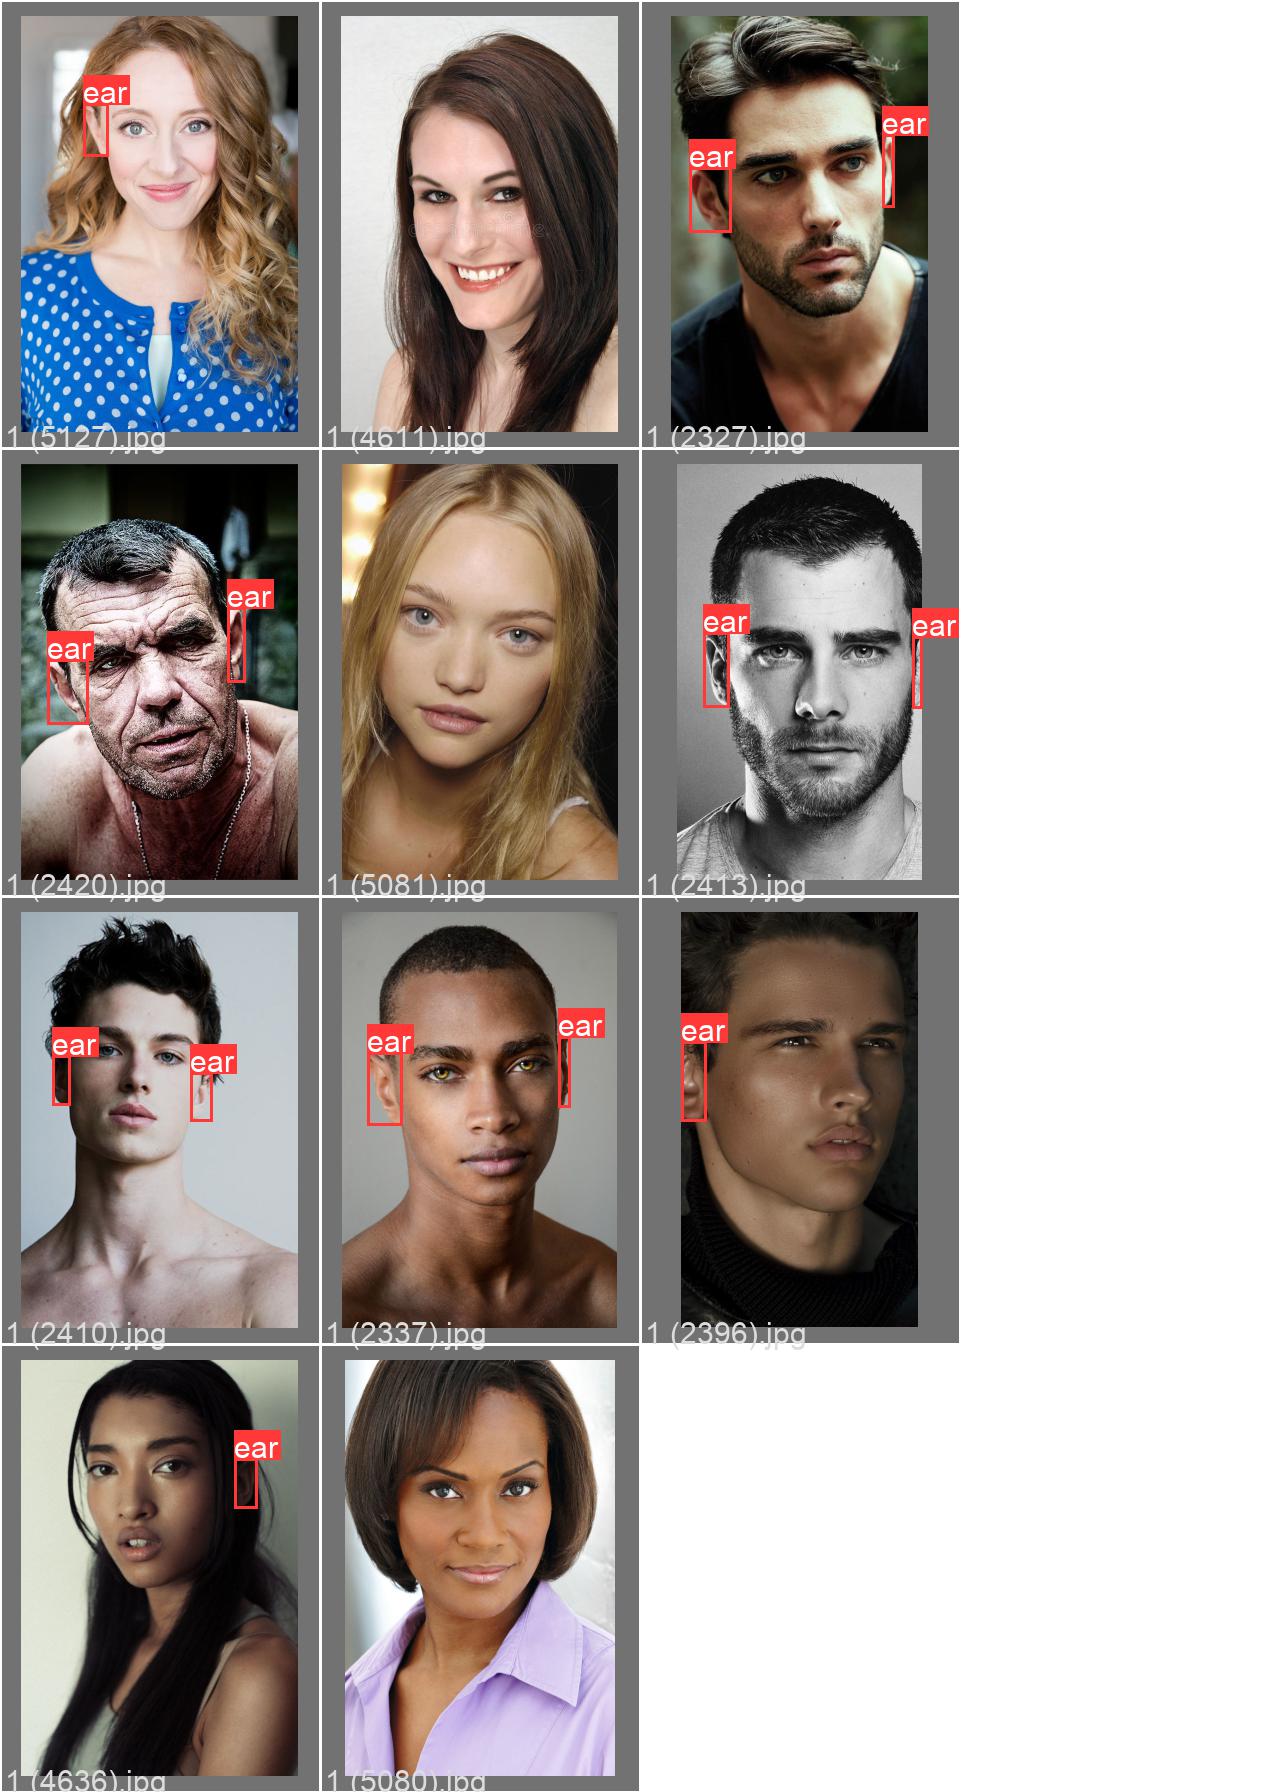 ear
1 (5127).jpg
1 (4611).jpg
ear
ear
1 (2327).jpg
ear
ear
1 (2420).jpg
1 (5081).jpg
ear
ear
1 (2413).jpg
ear
ear
1 (2410).jpg
ear
ear
1 (2337).jpg
ear
1 (2396).jpg
ear
1 (4636).jpg
1 (5080).jpg